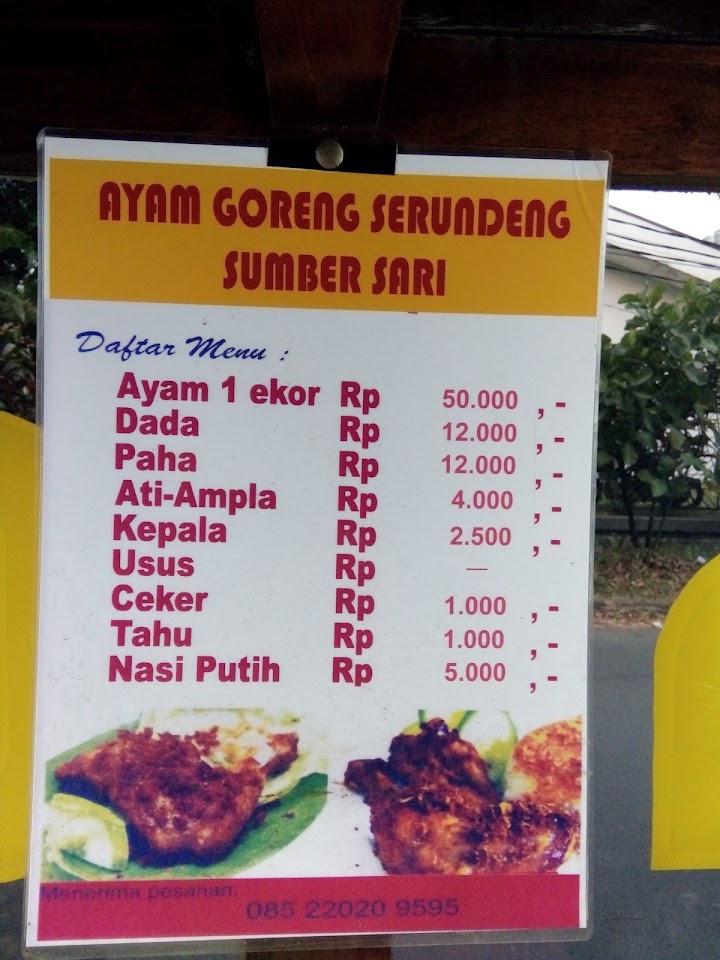 AYAM GORENG SERUNDENG
SUMBER SARI
Daftar Menu :
Ayam 1 ekor Rp 50.000 , -
Dada Rp 12.000 , -
Paha Rp 12.000 , -
Ati-Ampla Rp 4.000 , -
Kepala Rp 2.500 , -
Usus Rp —
Ceker Rp 1.000 , -
Tahu Rp 1.000 , -
Nasi Putih Rp 5.000 , -
Menerima pesanan.
085 22020 9595